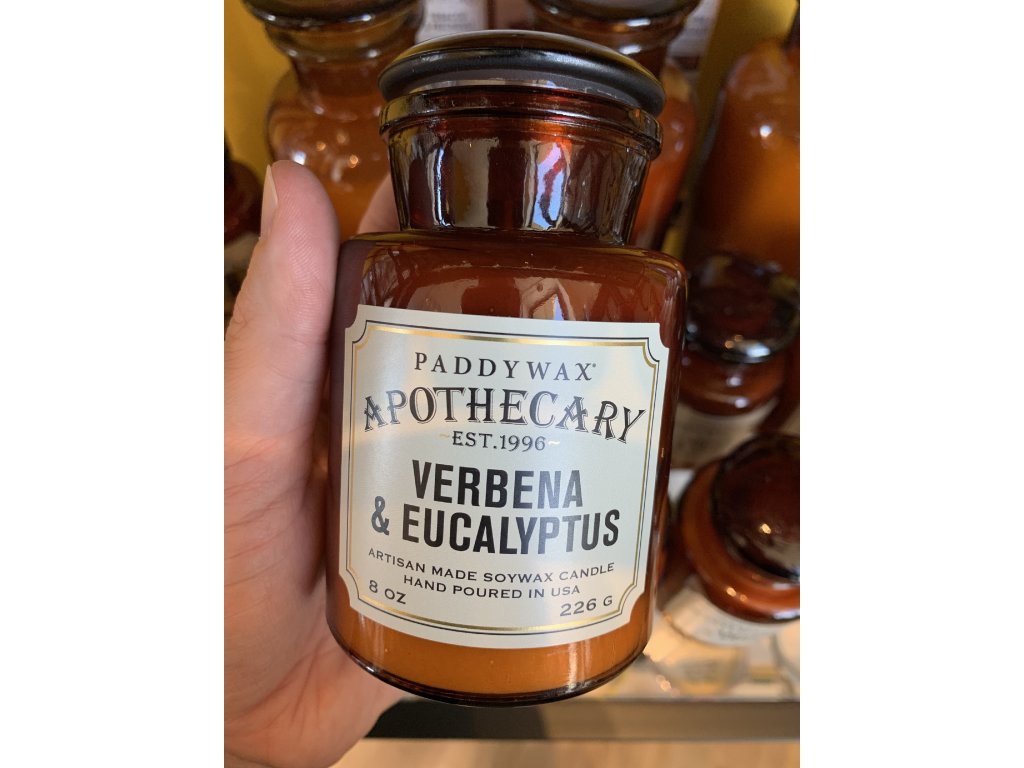 PADDYWAX®
APOTHECARY
~EST.1996~
VERBENA
& EUCALYPTUS
ARTISAN MADE SOYWAX CANDLE
HAND POURED IN USA
8 OZ
226 G